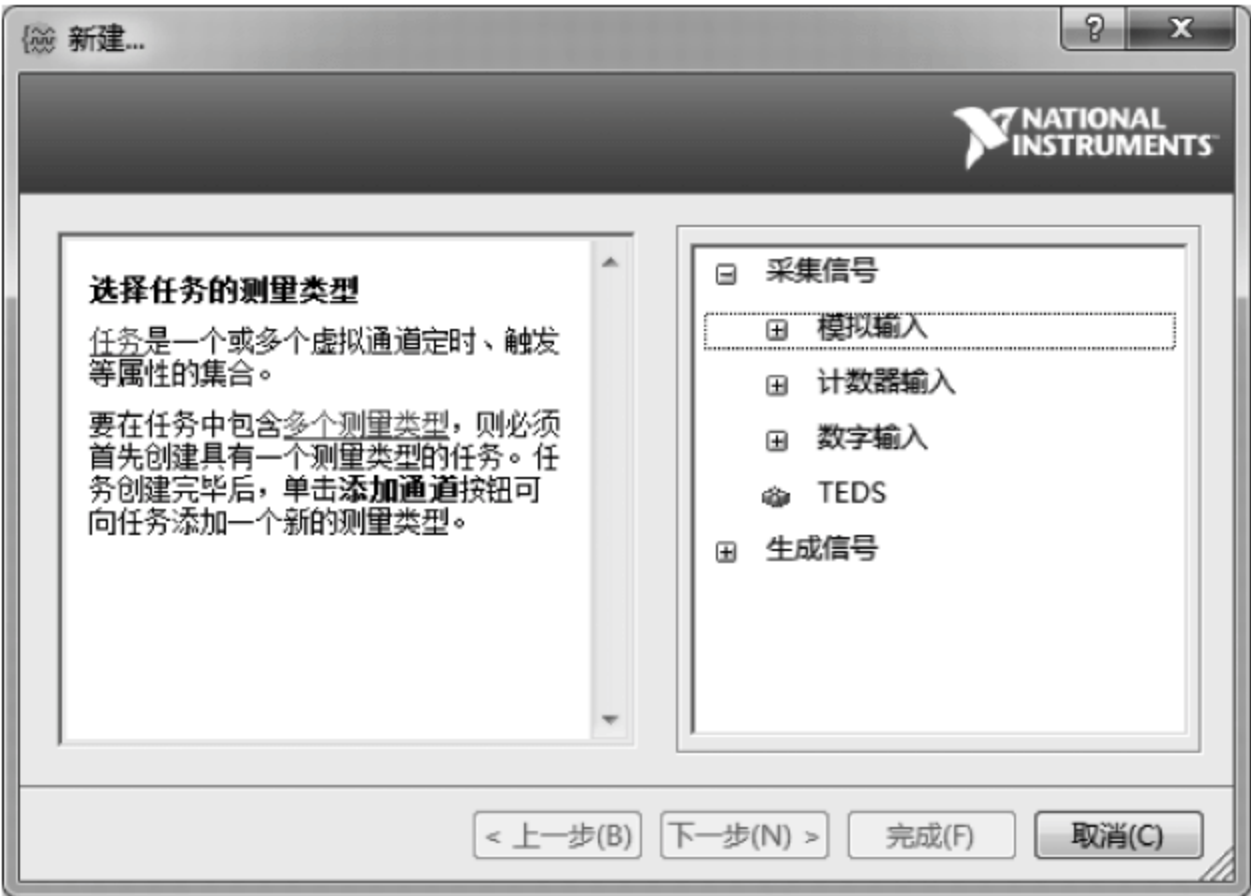 新建...
?
x
NATIONAL
INSTRUMENTS
选择任务的测量类型
任务是一个或多个虚拟通道定时、触发
等属性的集合。
要在任务中包含多个测量类型，则必须
首先创建具有一个测量类型的任务。任
务创建完毕后，单击添加通道按钮可
向任务添加一个新的测量类型。
采集信号
模拟输入
计数器输入
数字输入
TEDS
生成信号
< 上一步(B)
下一步(N) >
完成(F)
取消(C)